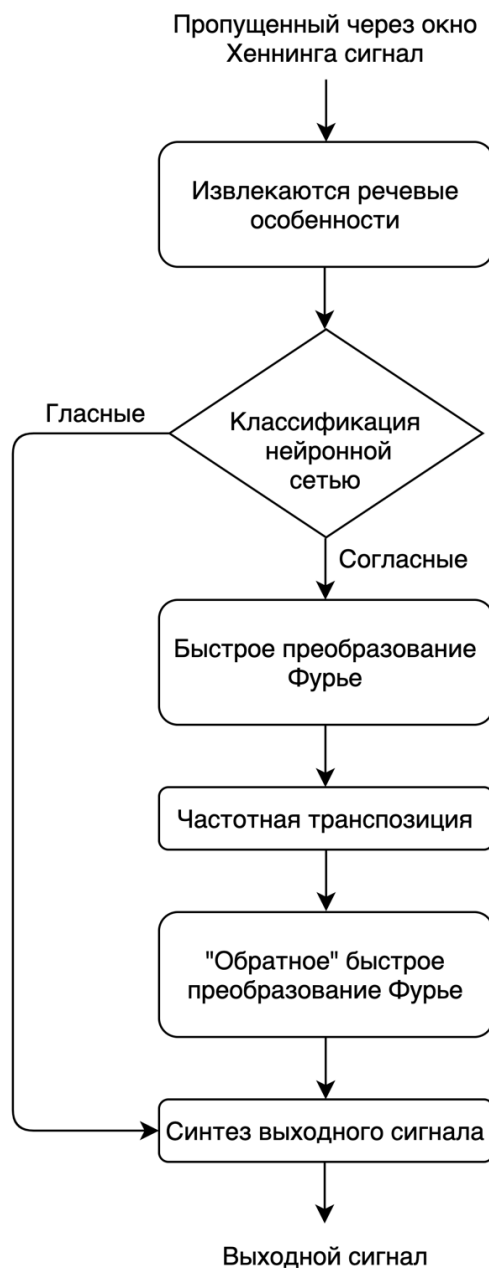 Пропущенный через окно
Хеннинга сигнал
Извлекаются речевые
особенности
Гласные
Классификация
нейронной
сетью
Согласные
Быстрое преобразование
Фурье
Частотная транспозиция
"Обратное" быстрое
преобразование Фурье
Синтез выходного сигнала
Выходной сигнал